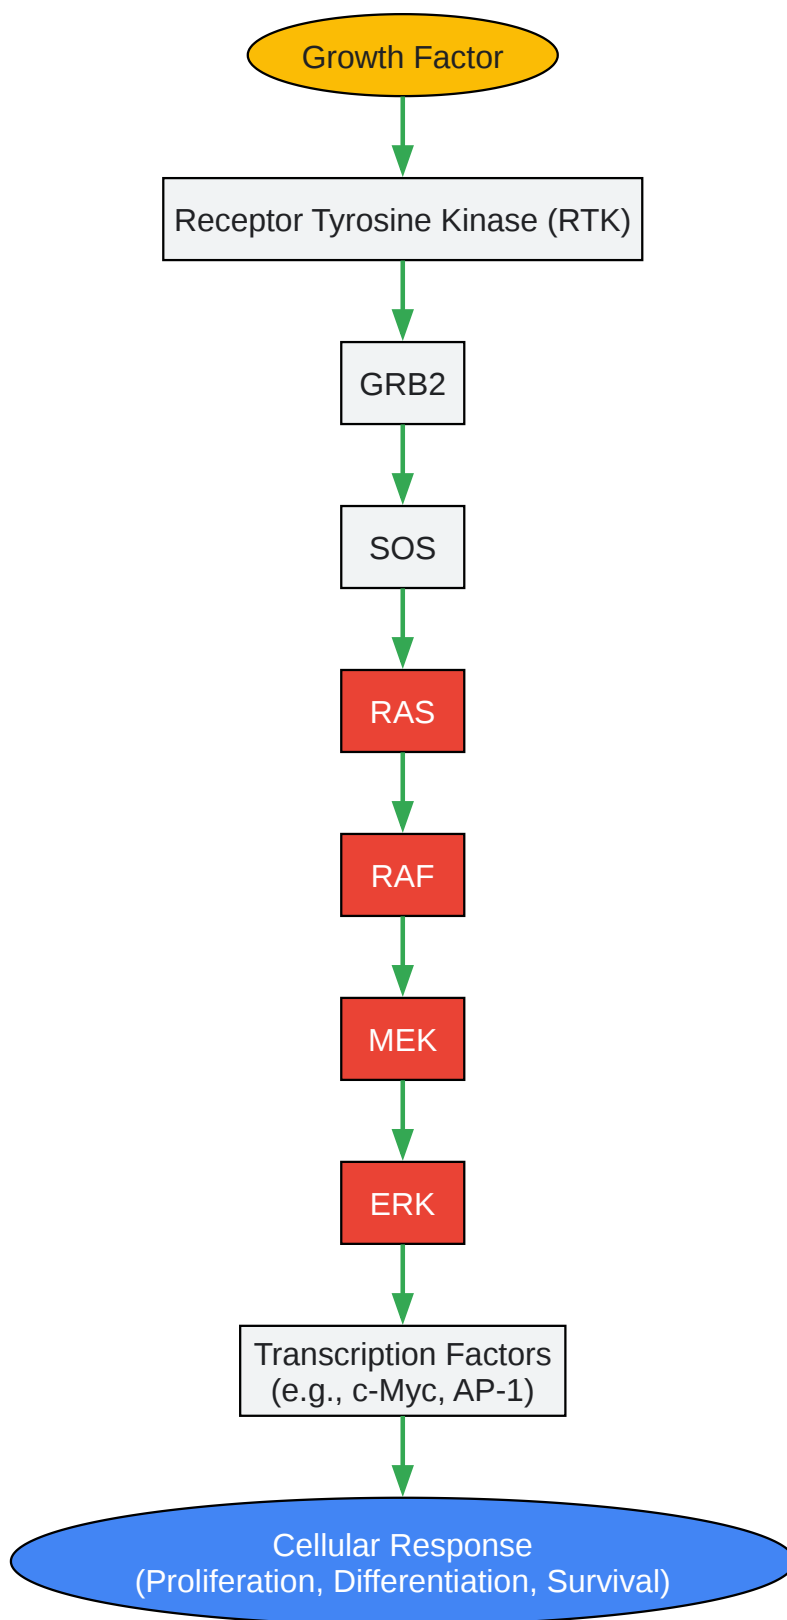 Growth Factor
Receptor Tyrosine Kinase (RTK)
GRB2
SOS
RAS
RAF
MEK
ERK
Transcription Factors
(e.g., c-Myc, AP-1)
Cellular Response
(Proliferation, Differentiation, Survival)